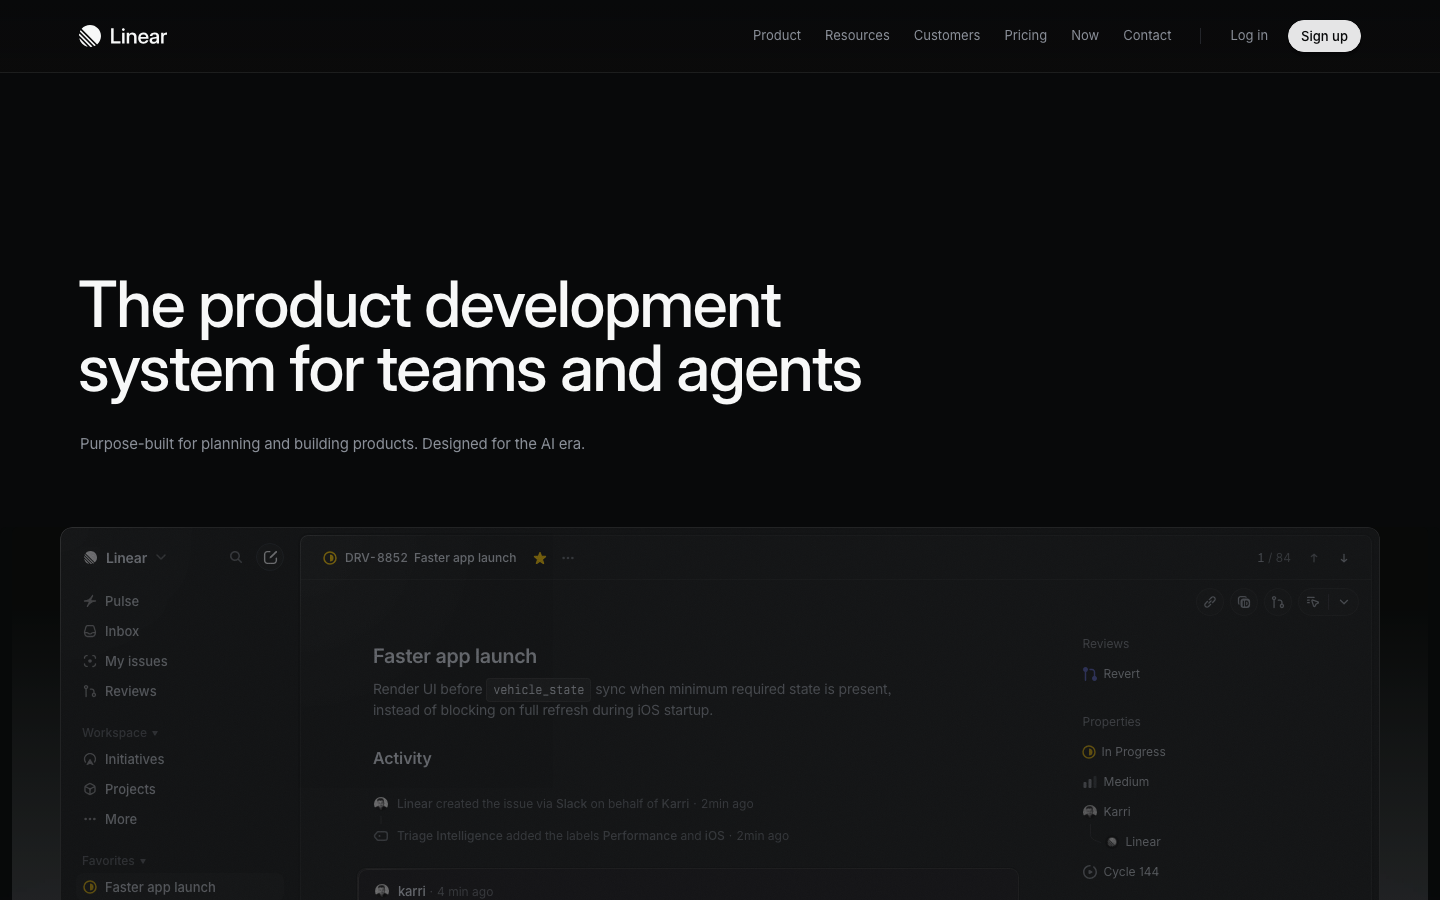 Linear
Product Resources Customers Pricing Now Contact Log in Sign up
The product development
system for teams and agents
Purpose-built for planning and building products. Designed for the AI era.
Linear
Pulse
Inbox
My issues
Reviews
Workspace
Initiatives
Projects
More
Favorites
Faster app launch
DRV-8852 Faster app launch
1 / 84
Faster app launch
Render UI before vehicle_state sync when minimum required state is present,
instead of blocking on full refresh during iOS startup.
Activity
Linear created the issue via Slack on behalf of Karri · 2min ago
Triage Intelligence added the labels Performance and iOS · 2min ago
karri · 4 min ago
Reviews
Revert
Properties
In Progress
Medium
Karri
Linear
Cycle 144